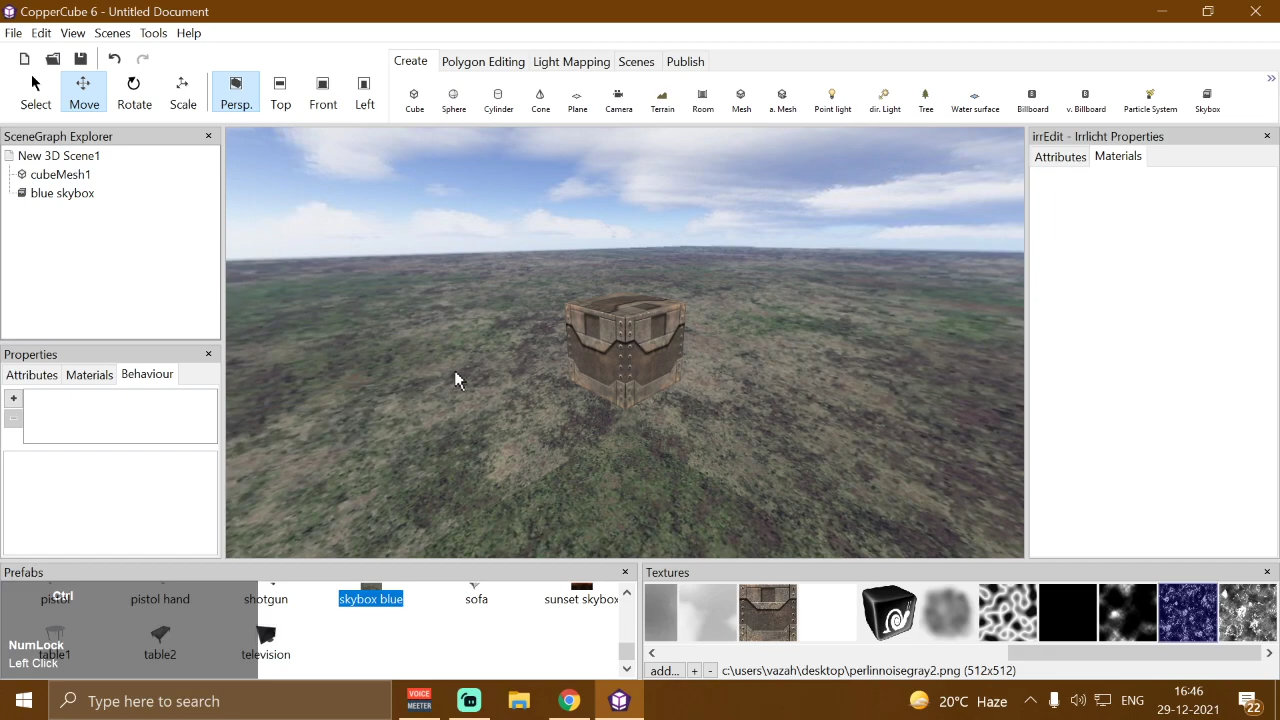 CopperCube 6 - Untitled Document
File Edit View Scenes Tools Help
Create Polygon Editing Light Mapping Scenes Publish
Select Move Rotate Scale Persp. Top Front Left
Cube Sphere Cylinder Cone Plane Camera Terrain Room Mesh a. Mesh Point light dir. Light Tree Water surface Billboard v. Billboard Particle System Skybox
SceneGraph Explorer
New 3D Scene1
cubeMesh1
blue skybox
Properties
Attributes Materials Behaviour
irrEdit - Irrlicht Properties
Attributes Materials
Prefabs
pistol pistol hand shotgun skybox blue sofa sunset skybox
table1 table2 television
Ctrl
NumLock
Left Click
Textures
add... + - c:\users\vazah\desktop\perlinnoisegray2.png (512x512)
Type here to search
VOICE
MEETER
20°C Haze
ENG
16:46
29-12-2021
22